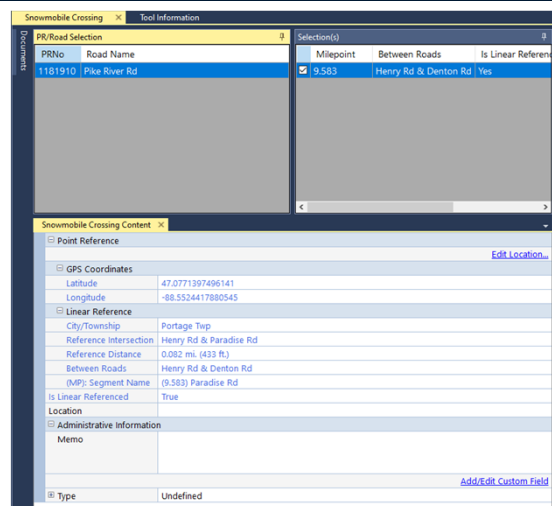 Snowmobile Crossing × Tool Information
Documents
PR/Road Selection
PRNo Road Name
1181910 Pike River Rd
Selection(s)
Milepoint Between Roads Is Linear Referen
9.583 Henry Rd & Denton Rd Yes
Snowmobile Crossing Content ×
Point Reference
Edit Location...
GPS Coordinates
Latitude 47.0771397496141
Longitude -88.5524417880545
Linear Reference
City/Township Portage Twp
Reference Intersection Henry Rd & Paradise Rd
Reference Distance 0.082 mi. (433 ft.)
Between Roads Henry Rd & Denton Rd
(MP): Segment Name (9.583) Paradise Rd
Is Linear Referenced True
Location
Administrative Information
Memo
Add/Edit Custom Field
Type Undefined